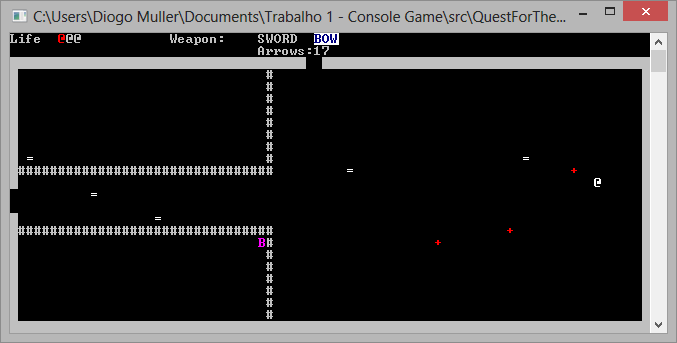 C:\Users\Diogo Muller\Documents\Trabalho 1 - Console Game\src\QuestForThe...
Life @@@ Weapon: SWORD BOW
Arrows:17
#
#
#
#
#
#
#
= # =
################################ = +
@
=
=
################################ +
B# +
#
#
#
#
#
#